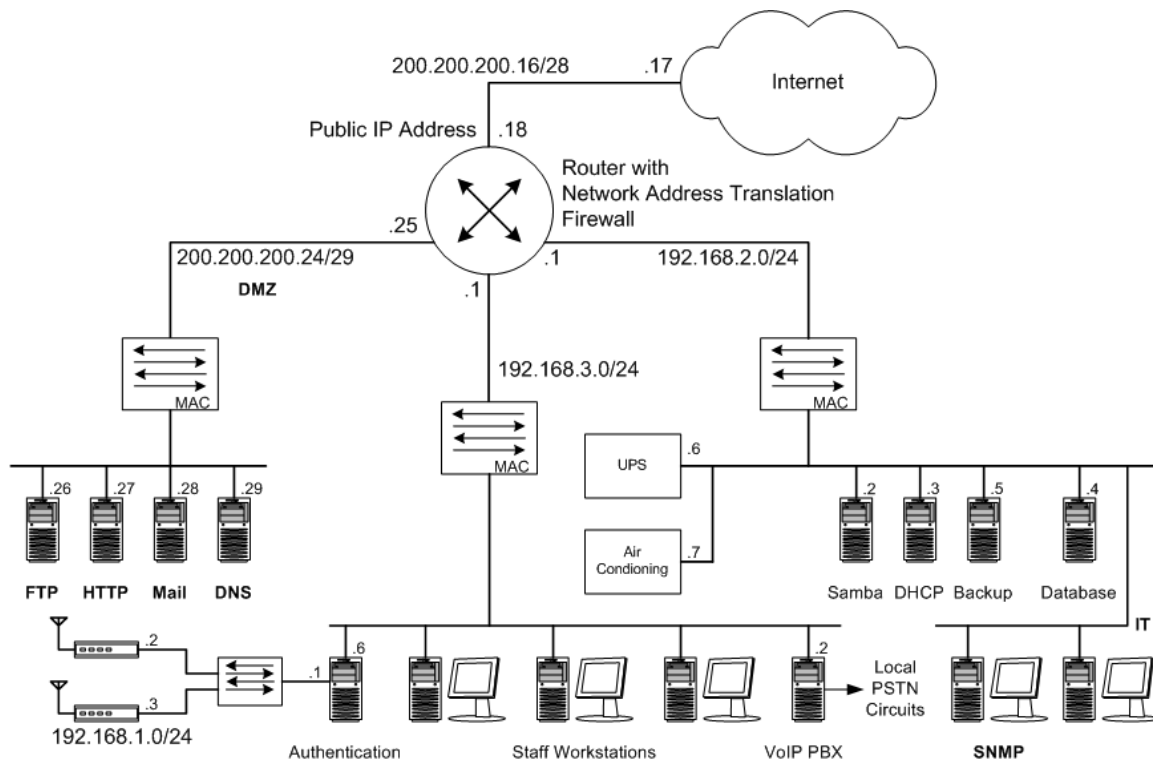 200.200.200.16/28
.17
Internet
Public IP Address
.18
Router with
Network Address Translation
Firewall
.25
200.200.200.24/29
DMZ
.1
192.168.2.0/24
.1
192.168.3.0/24
MAC
MAC
MAC
UPS
.6
Air
Condioning
.7
.26
.27
.28
.29
FTP
HTTP
Mail
DNS
.2
.3
.5
.4
Samba
DHCP
Backup
Database
IT
.2
.3
192.168.1.0/24
.1
.6
.2
Local
PSTN
Circuits
Authentication
Staff Workstations
VoIP PBX
SNMP